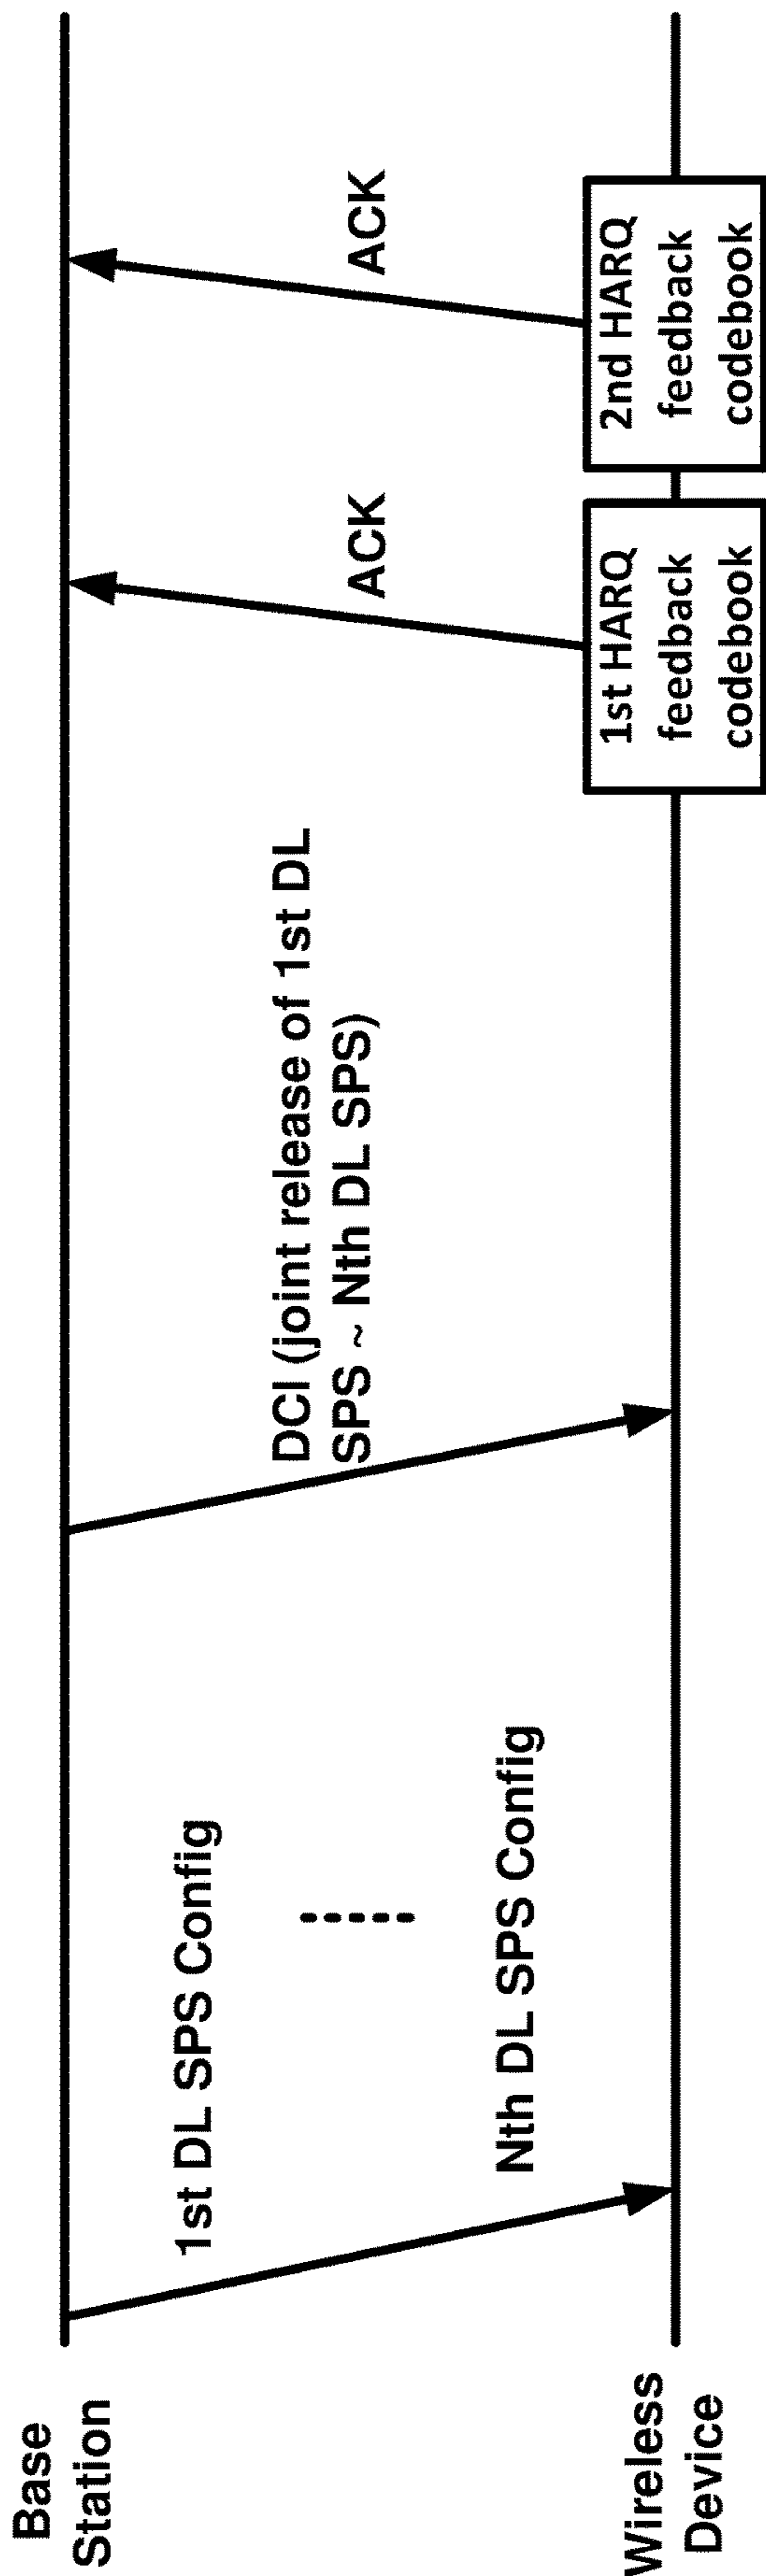 Base
Station
Wireless
Device
1st DL SPS Config
Nth DL SPS Config
DCI (joint release of 1st DL
SPS ~ Nth DL SPS)
ACK
1st HARQ
feedback
codebook
ACK
2nd HARQ
feedback
codebook